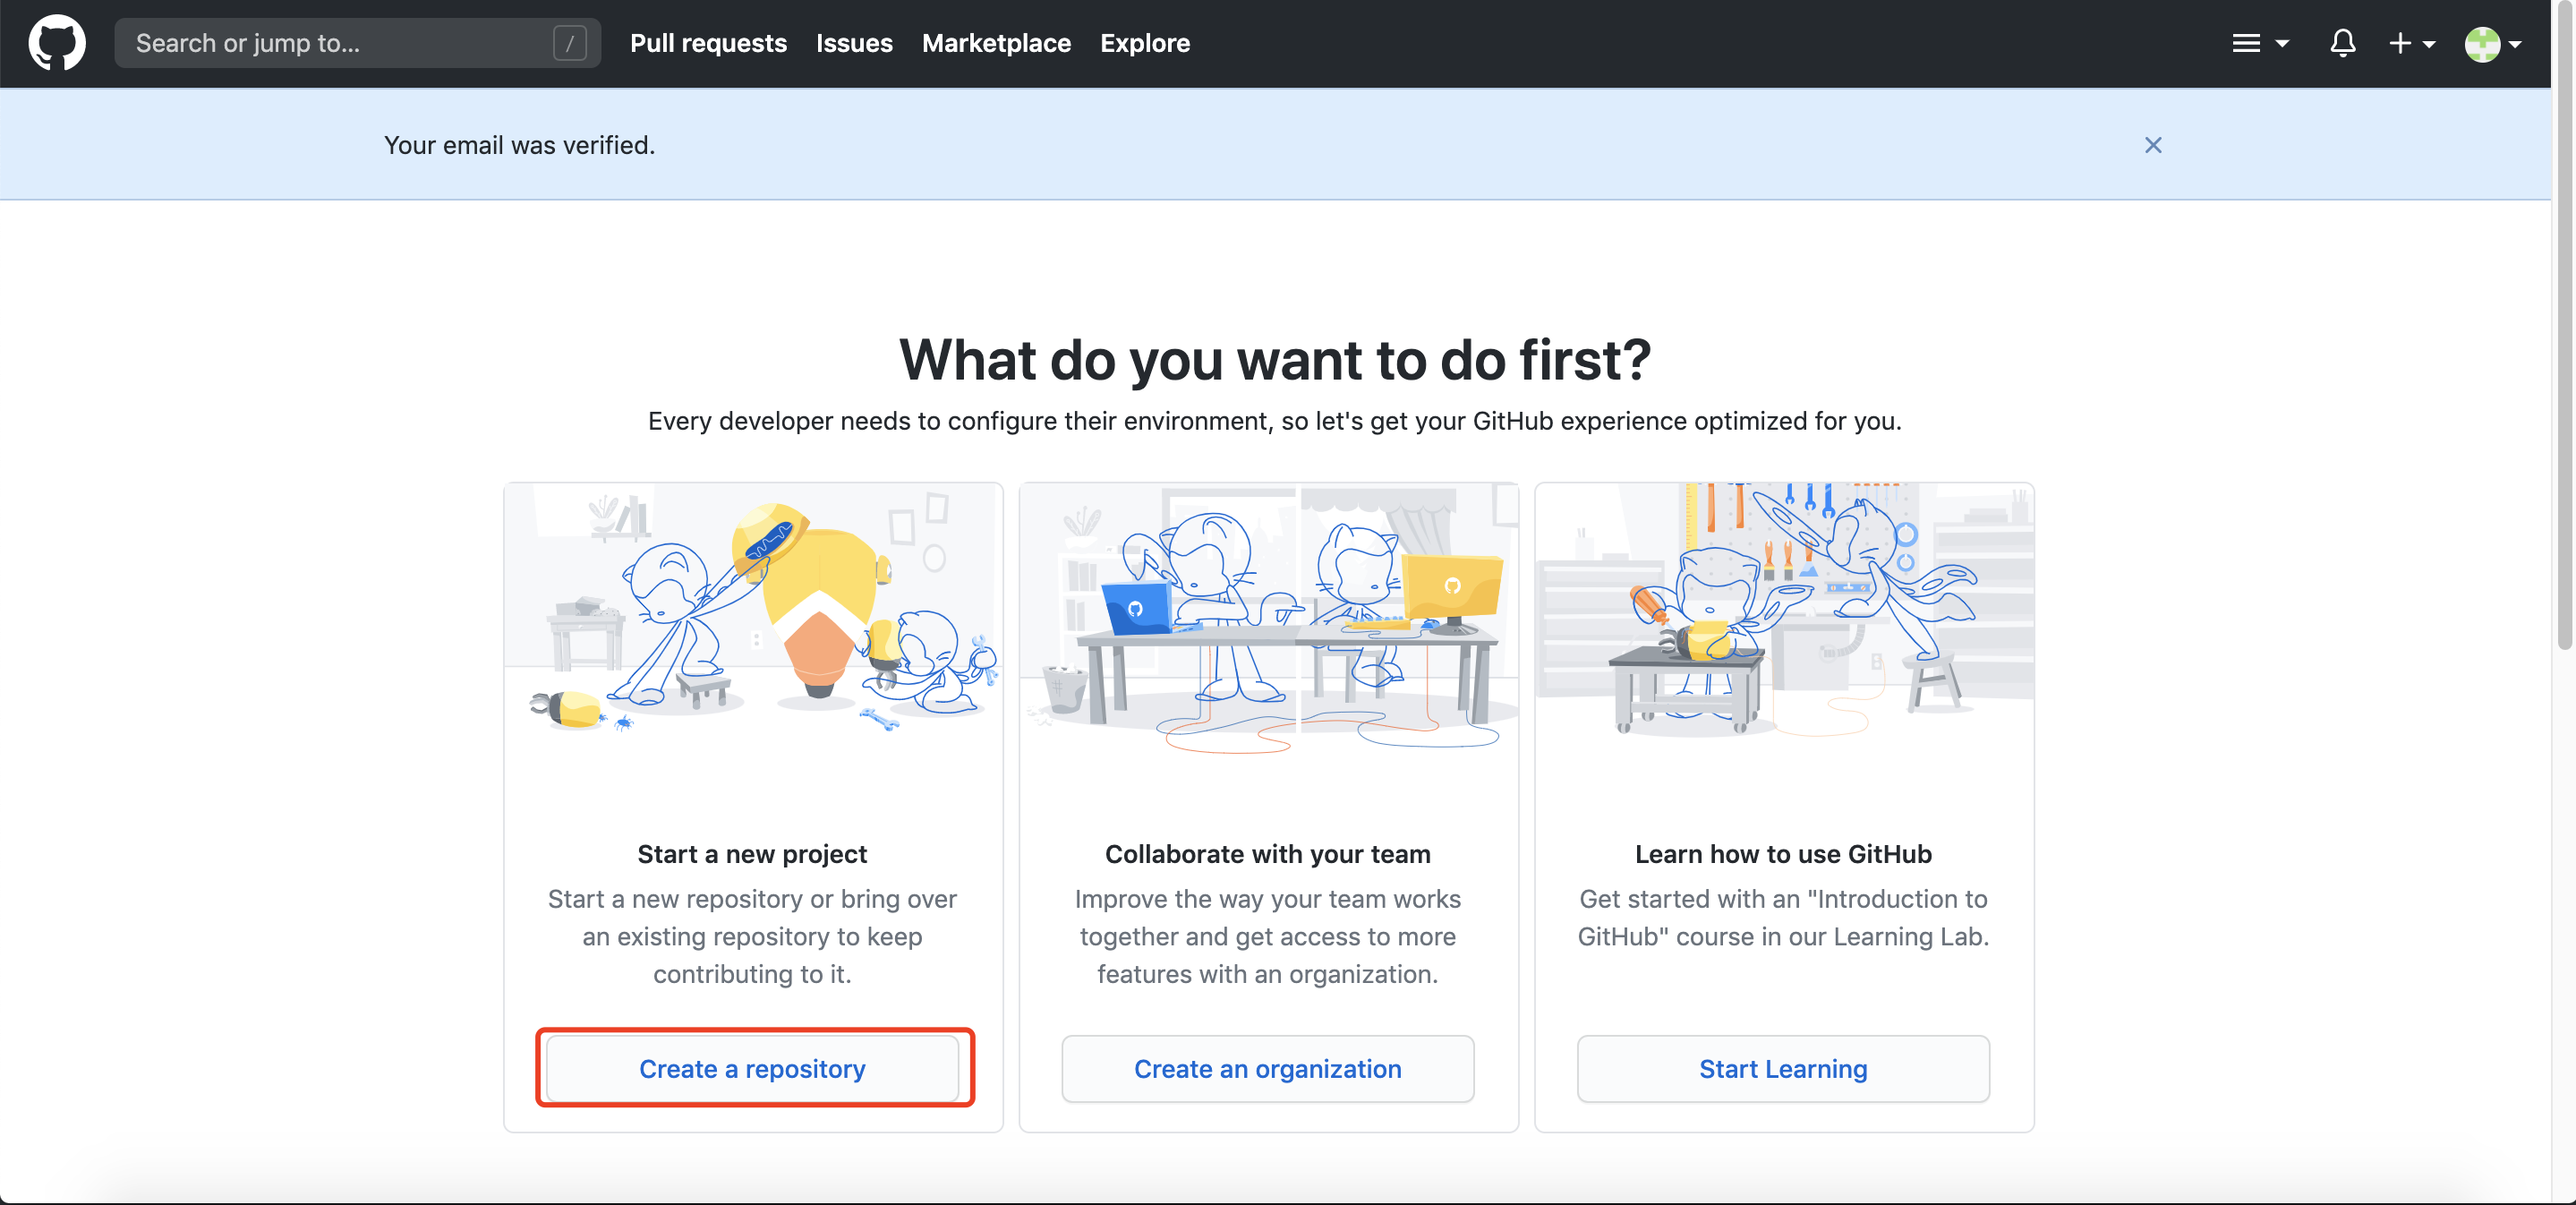 Search or jump to... /
Pull requests
Issues
Marketplace
Explore
Your email was verified.
What do you want to do first?
Every developer needs to configure their environment, so let's get your GitHub experience optimized for you.
Start a new project
Start a new repository or bring over
an existing repository to keep
contributing to it.
Create a repository
Collaborate with your team
Improve the way your team works
together and get access to more
features with an organization.
Create an organization
Learn how to use GitHub
Get started with an "Introduction to
GitHub" course in our Learning Lab.
Start Learning